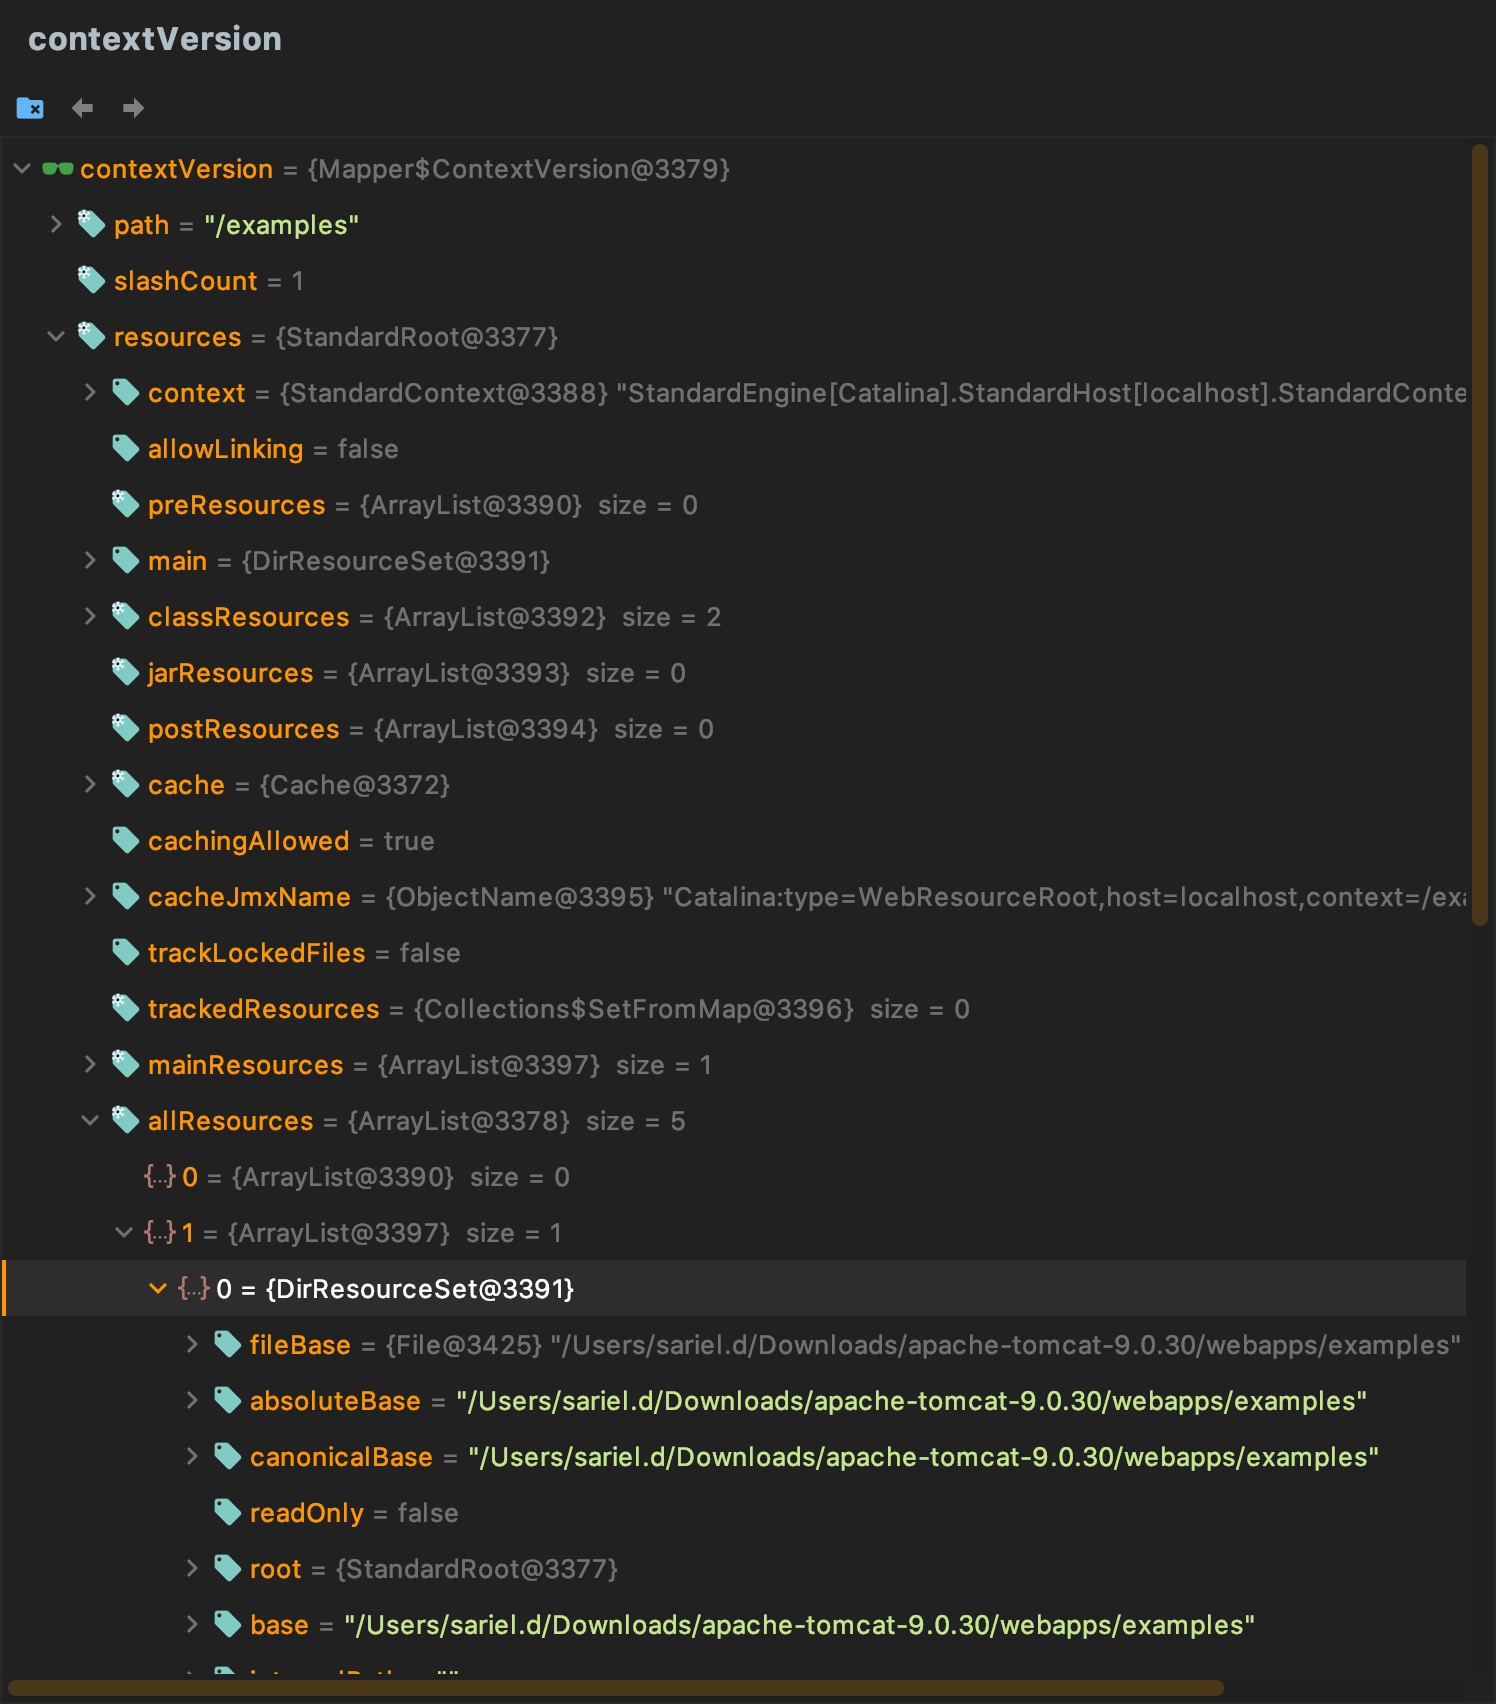 contextVersion
contextVersion = {Mapper$ContextVersion@3379}
path = "/examples"
slashCount = 1
resources = {StandardRoot@3377}
context = {StandardContext@3388} "StandardEngine[Catalina].StandardHost[localhost].StandardConte
allowLinking = false
preResources = {ArrayList@3390} size = 0
main = {DirResourceSet@3391}
classResources = {ArrayList@3392} size = 2
jarResources = {ArrayList@3393} size = 0
postResources = {ArrayList@3394} size = 0
cache = {Cache@3372}
cachingAllowed = true
cacheJmxName = {ObjectName@3395} "Catalina:type=WebResourceRoot,host=localhost,context=/exa
trackLockedFiles = false
trackedResources = {Collections$SetFromMap@3396} size = 0
mainResources = {ArrayList@3397} size = 1
allResources = {ArrayList@3378} size = 5
{...} 0 = {ArrayList@3390} size = 0
{...} 1 = {ArrayList@3397} size = 1
{...} 0 = {DirResourceSet@3391}
fileBase = {File@3425} "/Users/sariel.d/Downloads/apache-tomcat-9.0.30/webapps/examples"
absoluteBase = "/Users/sariel.d/Downloads/apache-tomcat-9.0.30/webapps/examples"
canonicalBase = "/Users/sariel.d/Downloads/apache-tomcat-9.0.30/webapps/examples"
readOnly = false
root = {StandardRoot@3377}
base = "/Users/sariel.d/Downloads/apache-tomcat-9.0.30/webapps/examples"